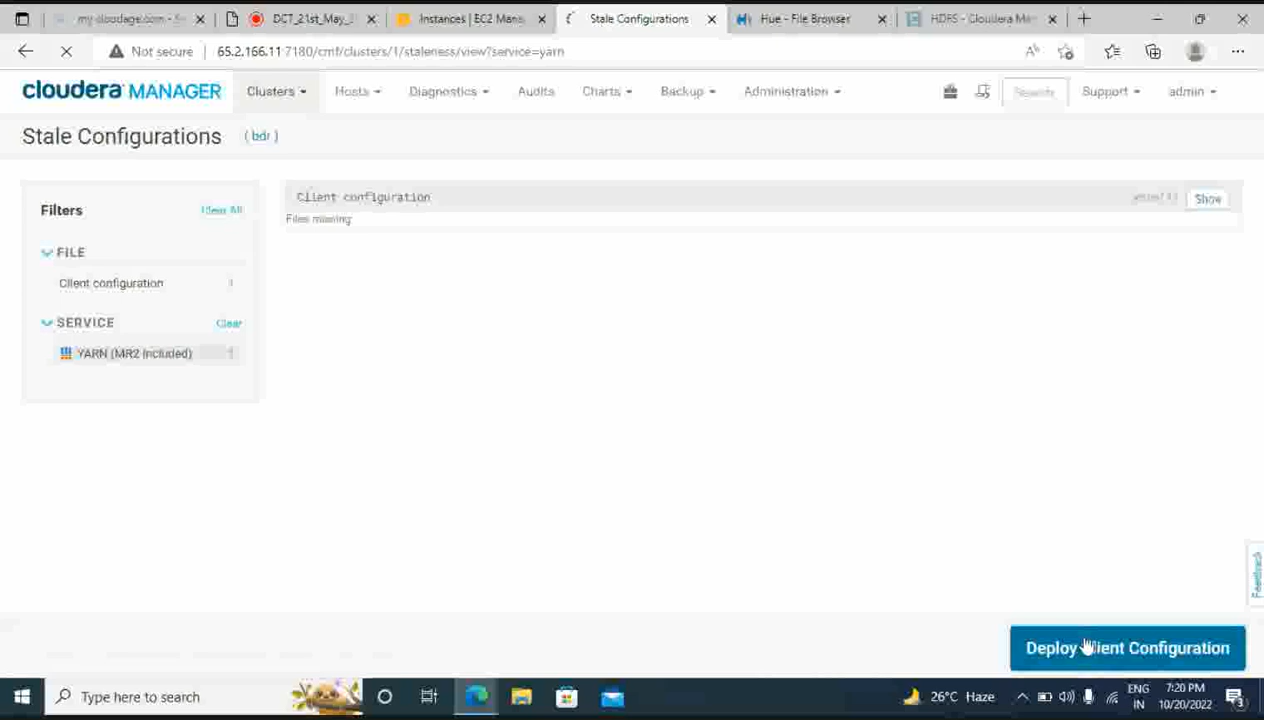 my.cloudage.com - S
DCT_21st_May_
Instances | EC2 Mana
Stale Configurations
Hue - File Browser
HDFS - Cloudera Ma
Not secure
65.2.166.11:7180/cmf/clusters/1/staleness/view?service=yarn
cloudera MANAGER
Clusters
Hosts
Diagnostics
Audits
Charts
Backup
Administration
Search
Support
admin
Stale Configurations
( bdr )
Filters
Clear All
FILE
Client configuration
1
SERVICE
Clear
YARN (MR2 Included)
1
Client configuration
Show
Files missing
Feedback
Deploy Client Configuration
Type here to search
26°C Haze
ENG
IN
7:20 PM
10/20/2022
3